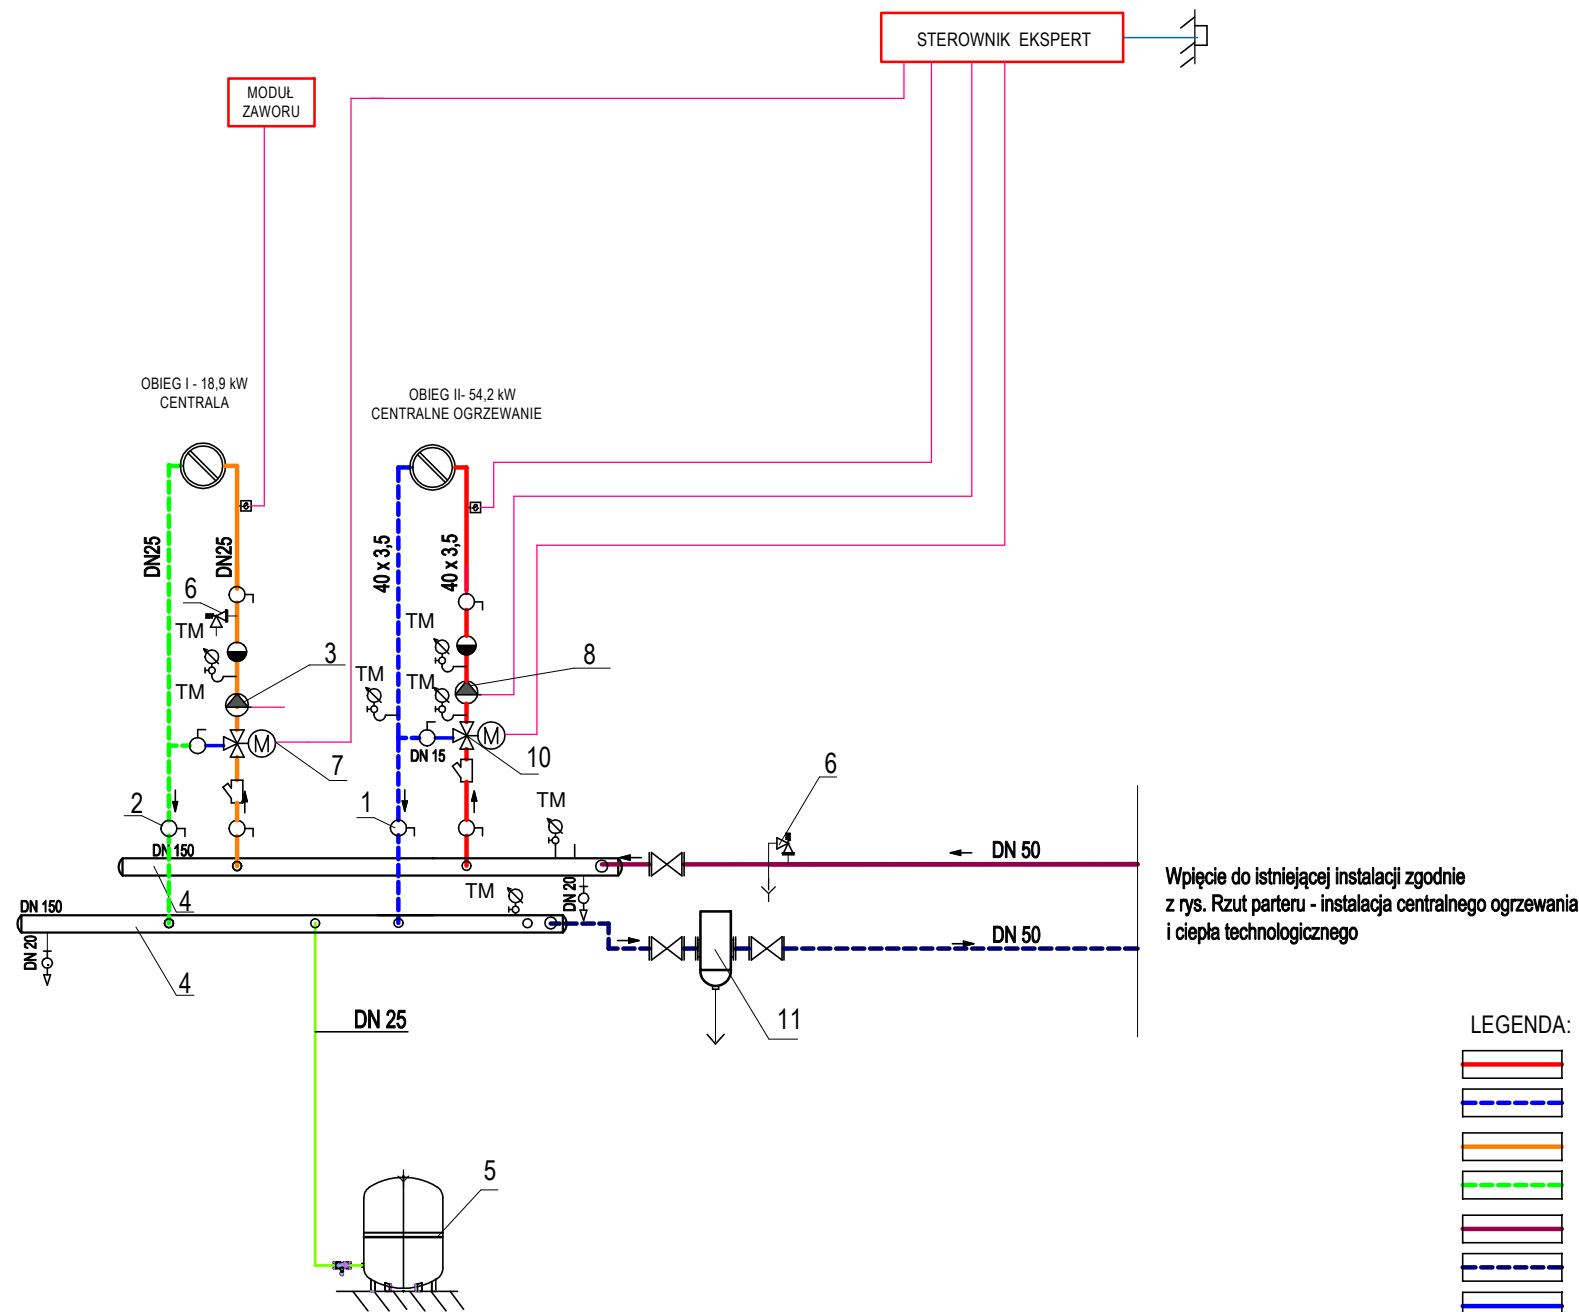 STEROWNIK EKSPERT
MODUŁ
ZAWORU
OBIEG I - 18,9 kW
CENTRALA
OBIEG II- 54,2 kW
CENTRALNE OGRZEWANIE
DN25
DN25
40 x 3,5
40 x 3,5
6
TM
TM
3
TM
TM
TM
8
M
7
M
10
DN 15
2
1
TM
6
DN 150
DN 50
4
TM
DN 20
DN 150
DN 20
4
DN 50
11
Wpięcie do istniejącej instalacji zgodnie
z rys. Rzut parteru - instalacja centralnego ogrzewania
i ciepła technologicznego
DN 25
5
LEGENDA: